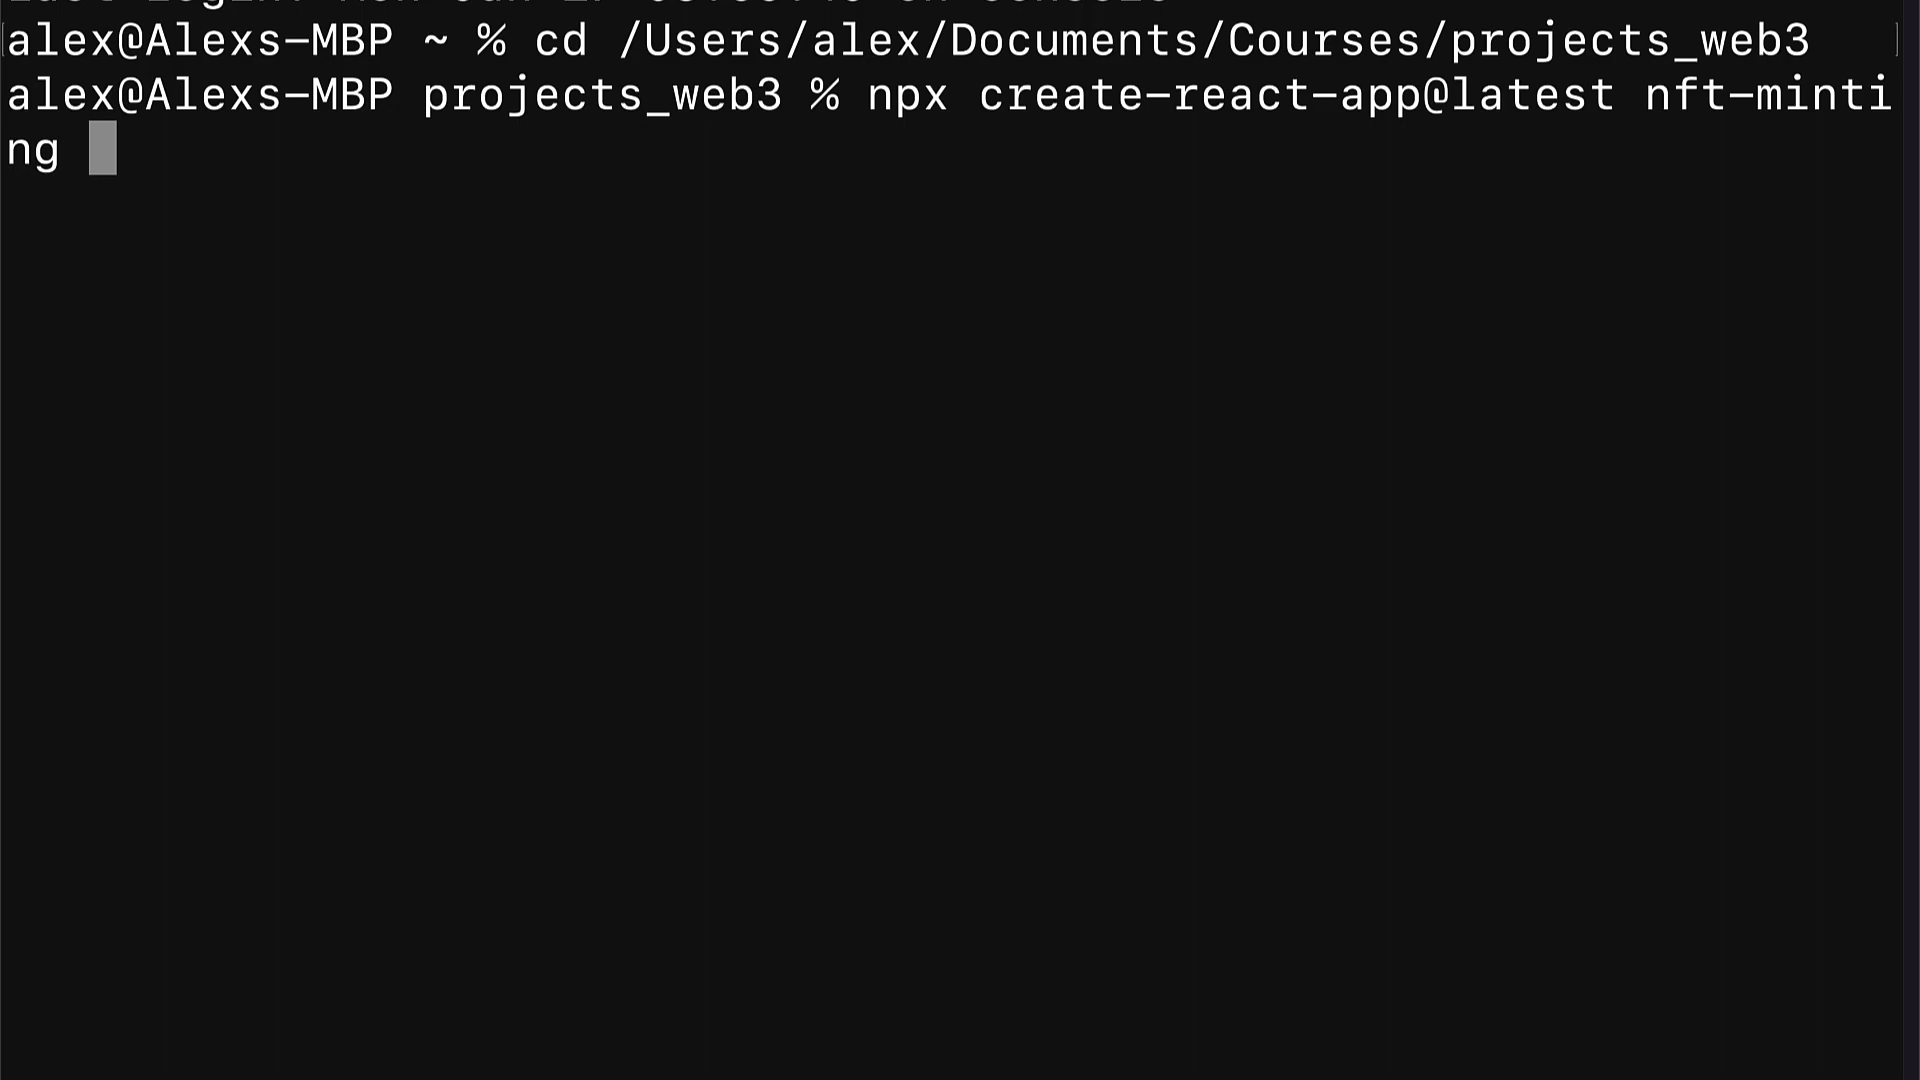 alex@Alexs-MBP ~ % cd /Users/alex/Documents/Courses/projects_web3
alex@Alexs-MBP projects_web3 % npx create-react-app@latest nft-minti
ng